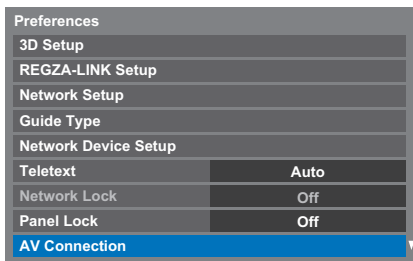 Preferences
3D Setup
REGZA-LINK Setup
Network Setup
Guide Type
Network Device Setup
Teletext Auto
Network Lock Off
Panel Lock Off
AV Connection